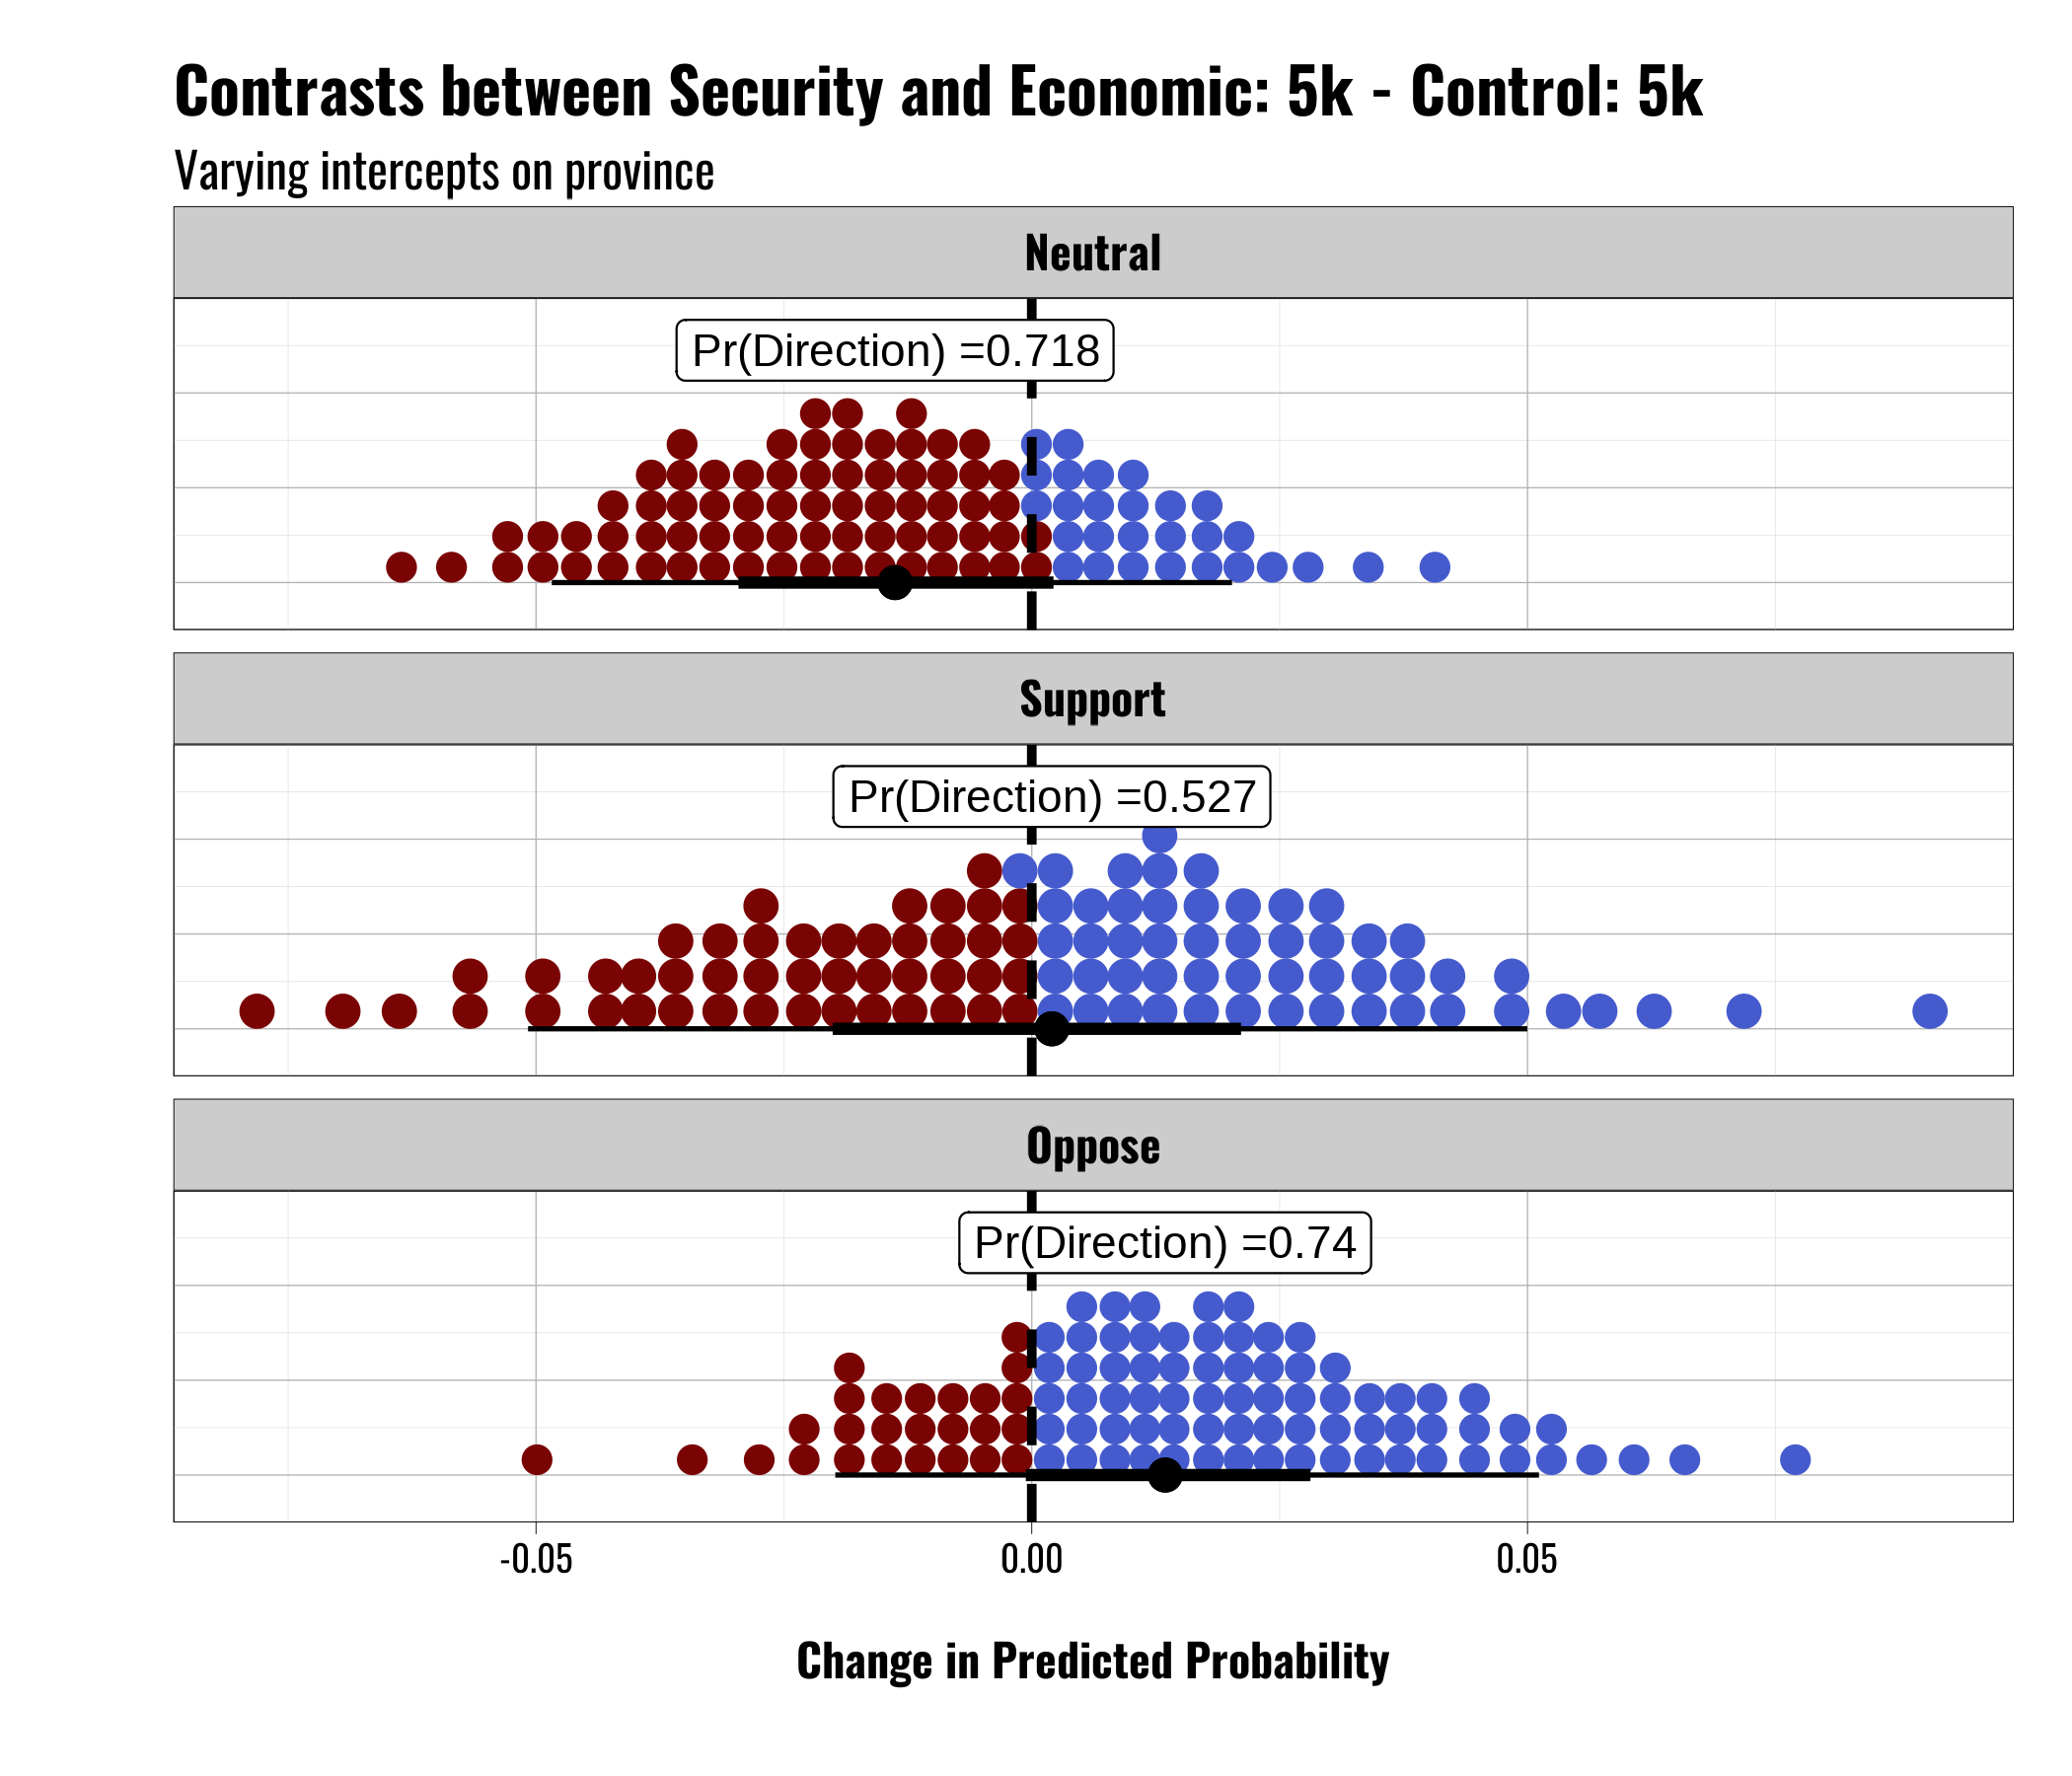 Contrasts between Security and Economic: 5k - Control: 5k
Varying intercepts on province
Neutral
Pr(Direction) =0.718
Support
Pr(Direction) =0.527
Oppose
Pr(Direction) =0.74
-0.05 0.00 0.05
Change in Predicted Probability